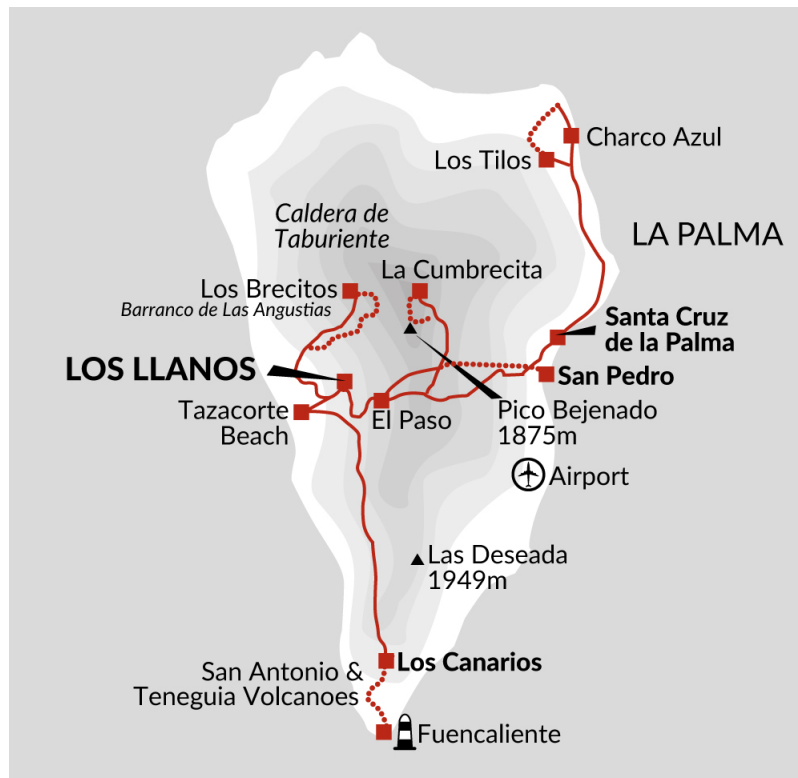 Charco Azul
Los Tilos
Caldera de
Taburiente
LA PALMA
La Cumbrecita
Los Brecitos
Barranco de Las Angustias
Santa Cruz
de la Palma
LOS LLANOS
San Pedro
Tazacorte
Beach
El Paso
Pico Bejenado
1875m
Airport
Las Deseada
1949m
Los Canarios
San Antonio &
Teneguia Volcanoes
Fuencaliente